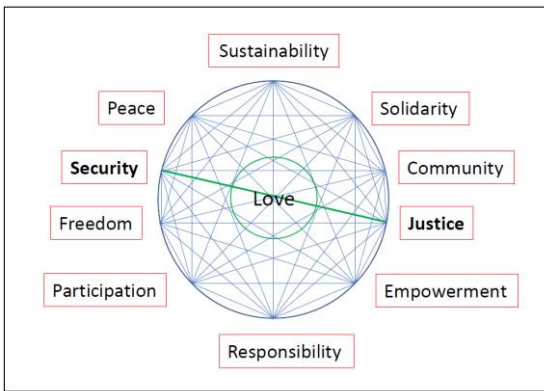 Sustainability
Peace
Solidarity
Security
Community
Love
Freedom
Justice
Participation
Empowerment
Responsibility